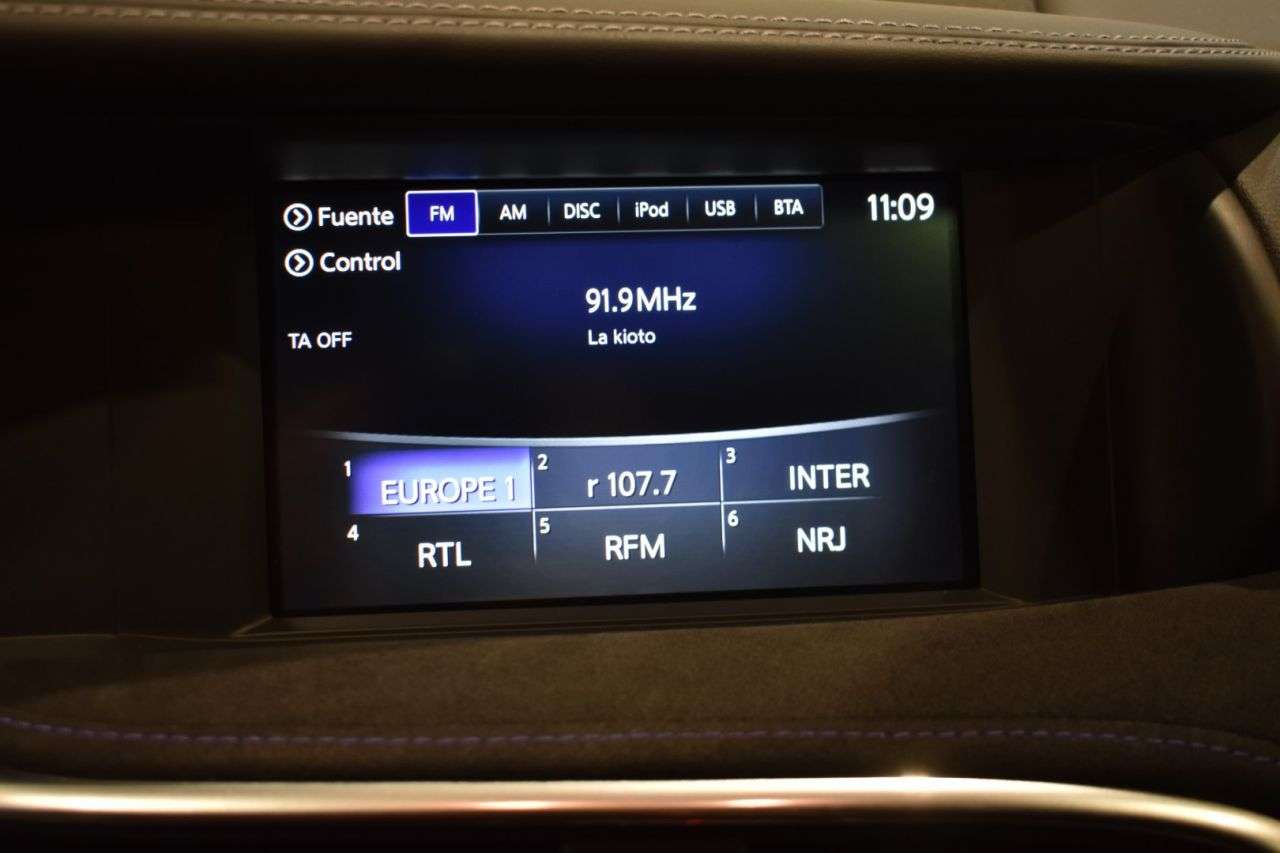 Fuente FM AM DISC iPod USB BTA 11:09
Control
91.9MHz
TA OFF
La kioto
1 EUROPE 1 2 r 107.7 3 INTER
4 RTL 5 RFM 6 NRJ